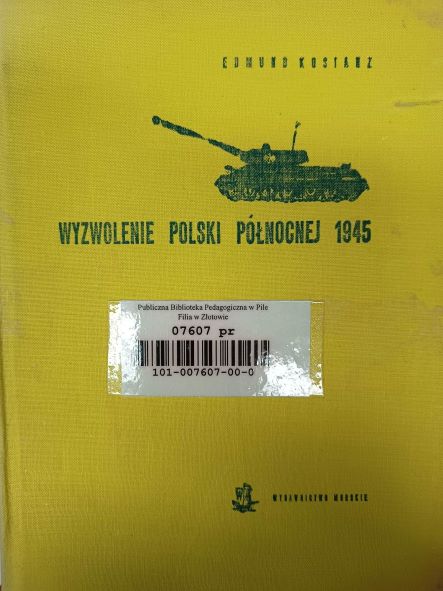 EDMUND KOSIARZ
WYZWOLENIE POLSKI PÓŁNOCNEJ 1945
Publiczna Biblioteka Pedagogiczna w Pile
Filia w Złotowie
07607 pr
101-007607-00-0
WYDAWNICTWO MORSKIE